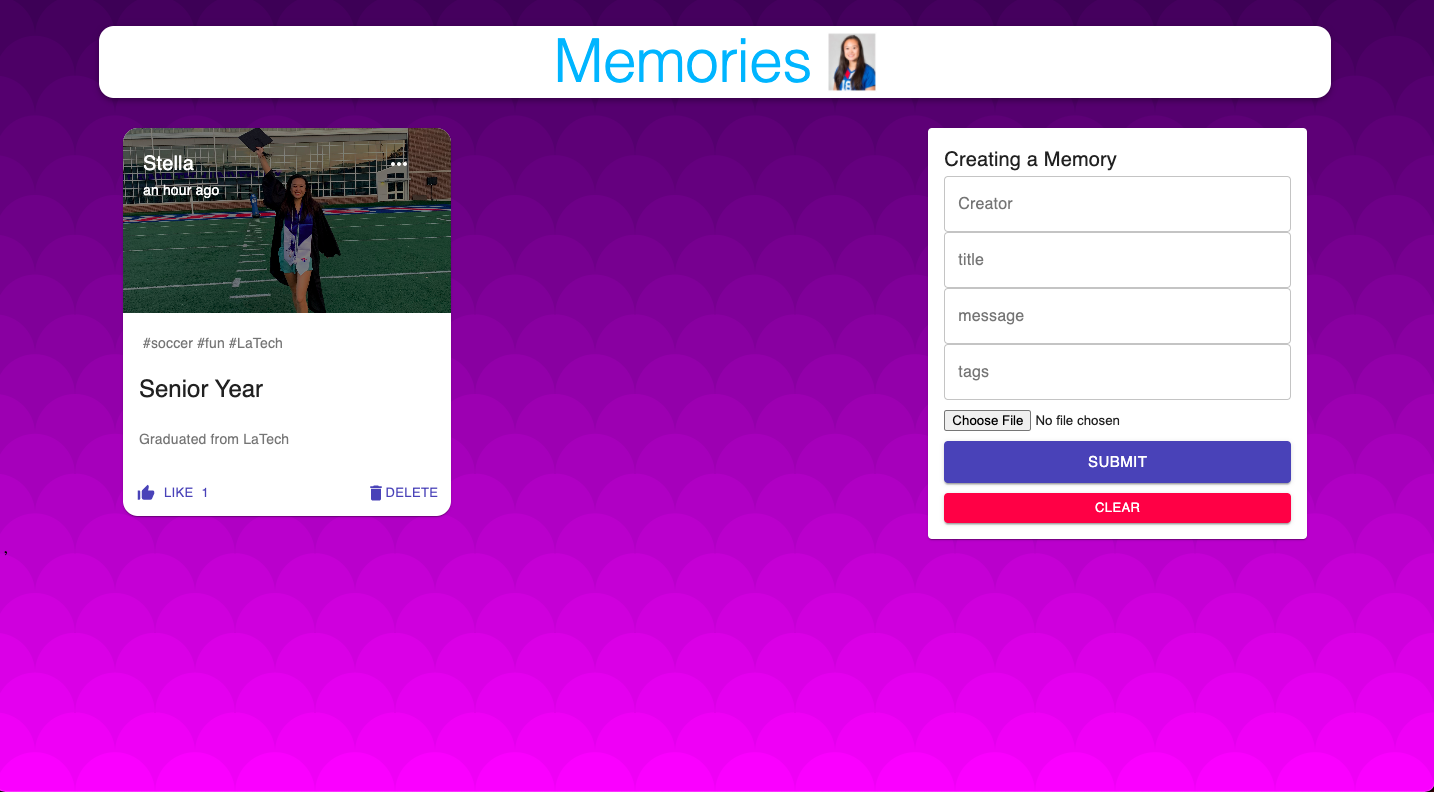 Memories
Stella
an hour ago
#soccer #fun #LaTech
Senior Year
Graduated from LaTech
LIKE 1
DELETE
Creating a Memory
Creator
title
message
tags
Choose File No file chosen
SUBMIT
CLEAR